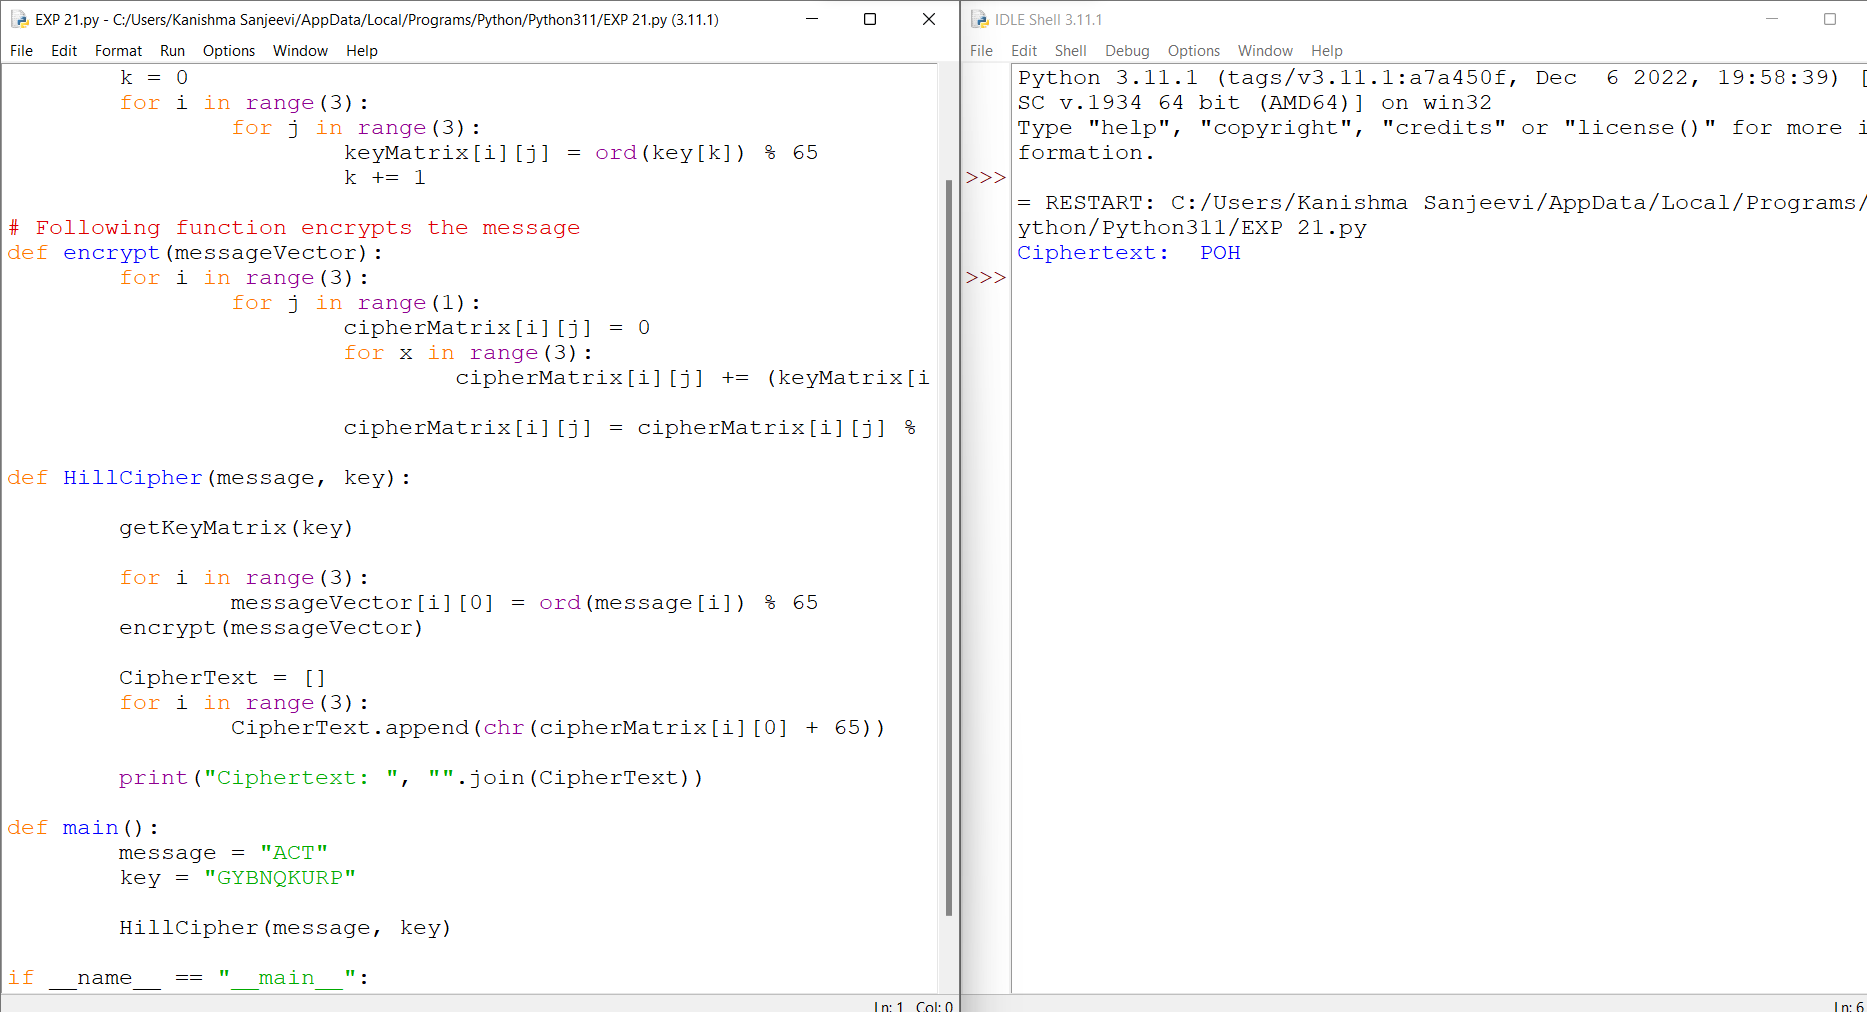 EXP 21.py - C:/Users/Kanishma Sanjeevi/AppData/Local/Programs/Python/Python311/EXP 21.py (3.11.1)
File Edit Format Run Options Window Help
        k = 0
        for i in range(3):
                for j in range(3):
                        keyMatrix[i][j] = ord(key[k]) % 65
                        k += 1

# Following function encrypts the message
def encrypt(messageVector):
        for i in range(3):
                for j in range(1):
                        cipherMatrix[i][j] = 0
                        for x in range(3):
                                cipherMatrix[i][j] += (keyMatrix[i

                        cipherMatrix[i][j] = cipherMatrix[i][j] %

def HillCipher(message, key):

        getKeyMatrix(key)

        for i in range(3):
                messageVector[i][0] = ord(message[i]) % 65
        encrypt(messageVector)

        CipherText = []
        for i in range(3):
                CipherText.append(chr(cipherMatrix[i][0] + 65))

        print("Ciphertext: ", "".join(CipherText))

def main():
        message = "ACT"
        key = "GYBNQKURP"

        HillCipher(message, key)

if __name__ == "__main__":
Ln: 1 Col: 0
IDLE Shell 3.11.1
File Edit Shell Debug Options Window Help
Python 3.11.1 (tags/v3.11.1:a7a450f, Dec  6 2022, 19:58:39) [
SC v.1934 64 bit (AMD64)] on win32
Type "help", "copyright", "credits" or "license()" for more i
formation.
>>>
= RESTART: C:/Users/Kanishma Sanjeevi/AppData/Local/Programs/
ython/Python311/EXP 21.py
Ciphertext:  POH
>>>
Ln: 6